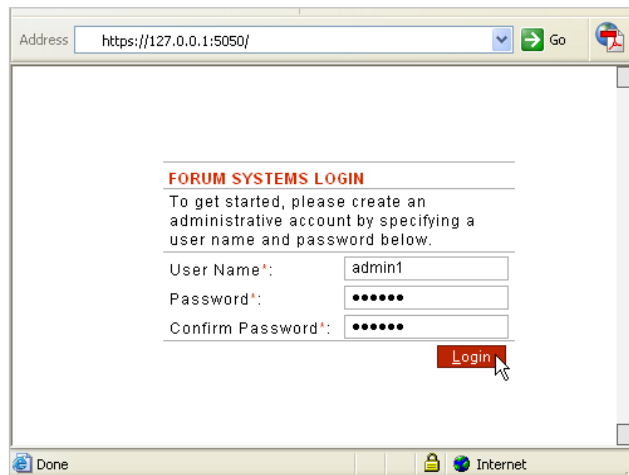 Address https://127.0.0.1:5050/ Go
FORUM SYSTEMS LOGIN
To get started, please create an
administrative account by specifying a
user name and password below.
User Name*: admin1
Password*: ●●●●●●
Confirm Password*: ●●●●●●
Login
Done Internet